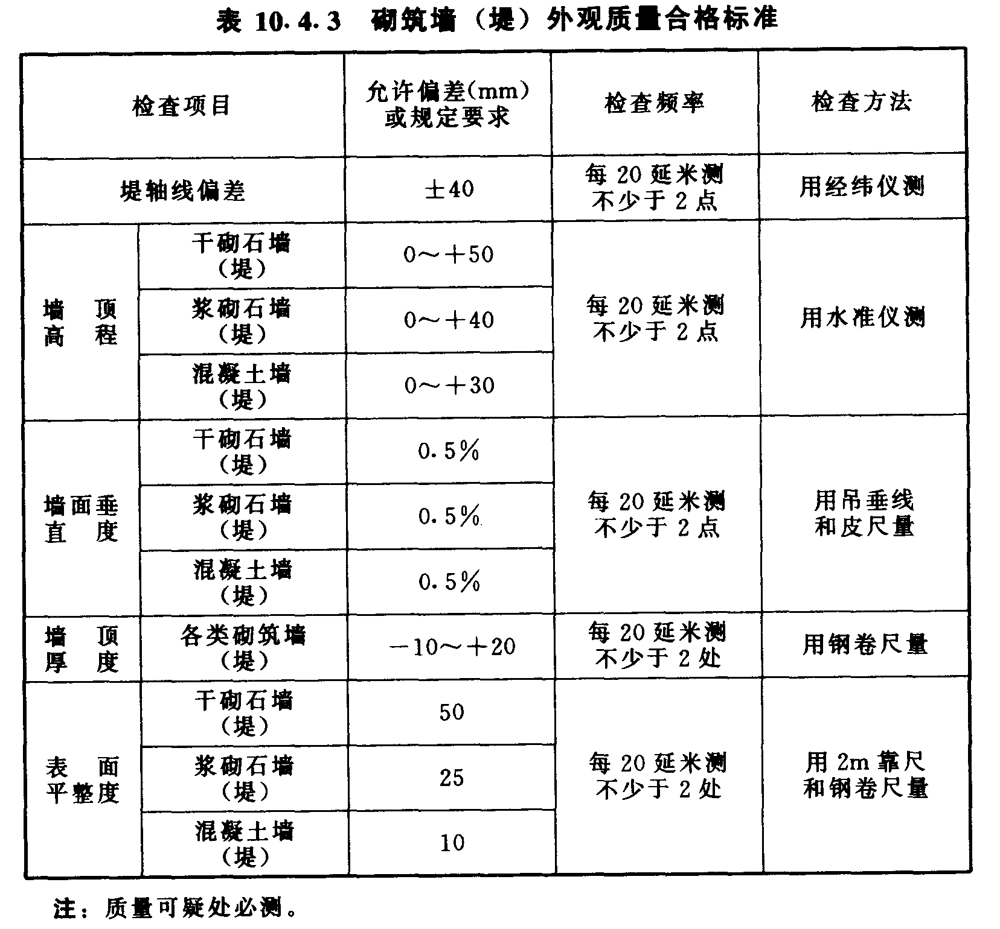 表 10.4.3 砌筑墙（堤）外观质量合格标准
检查项目
允许偏差(mm)
或规定要求
检查频率
检查方法
堤轴线偏差
±40
每 20 延米测
不少于 2 点
用经纬仪测
墙顶
高程
干砌石墙
（堤）
0～+50
浆砌石墙
（堤）
0～+40
混凝土墙
（堤）
0～+30
每 20 延米测
不少于 2 点
用水准仪测
墙面垂
直度
干砌石墙
（堤）
0.5%
浆砌石墙
（堤）
0.5%
混凝土墙
（堤）
0.5%
每 20 延米测
不少于 2 点
用吊垂线
和皮尺量
墙顶
厚度
各类砌筑墙
（堤）
－10～+20
每 20 延米测
不少于 2 处
用钢卷尺量
表面
平整度
干砌石墙
（堤）
50
浆砌石墙
（堤）
25
混凝土墙
（堤）
10
每 20 延米测
不少于 2 处
用 2m 靠尺
和钢卷尺量
注：质量可疑处必测。